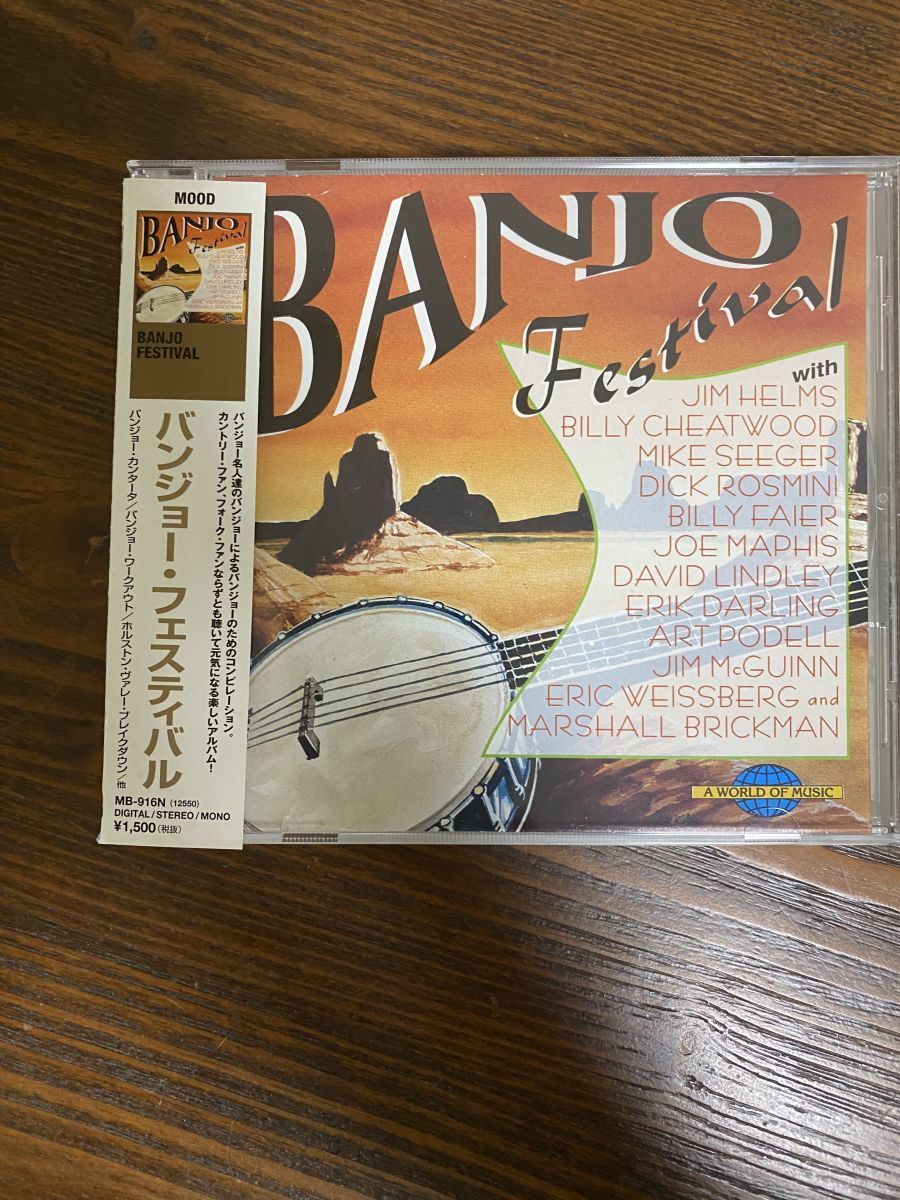 MOOD
BANJO
Festival
BANJO
FESTIVAL
バンジョー名人達のバンジョーによるバンジョーのためのコンピレーション。
カントリー・ファン、フォーク・ファンならずとも聴いて元気になる楽しいアルバム！
バンジョー・フェスティバル
バンジョー・カンタータ/バンジョー・ワークアウト/ホルストン・ヴァレー・ブレイクダウン/他
MB-916N (12550)
DIGITAL/STEREO/MONO
¥1,500(税抜)
BANJO
Festival
with
JIM HELMS
BILLY CHEATWOOD
MIKE SEEGER
DICK ROSMINI
BILLY FAIER
JOE MAPHIS
DAVID LINDLEY
ERIK DARLING
ART PODELL
JIM McGUINN
ERIC WEISSBERG and
MARSHALL BRICKMAN
A WORLD OF MUSIC